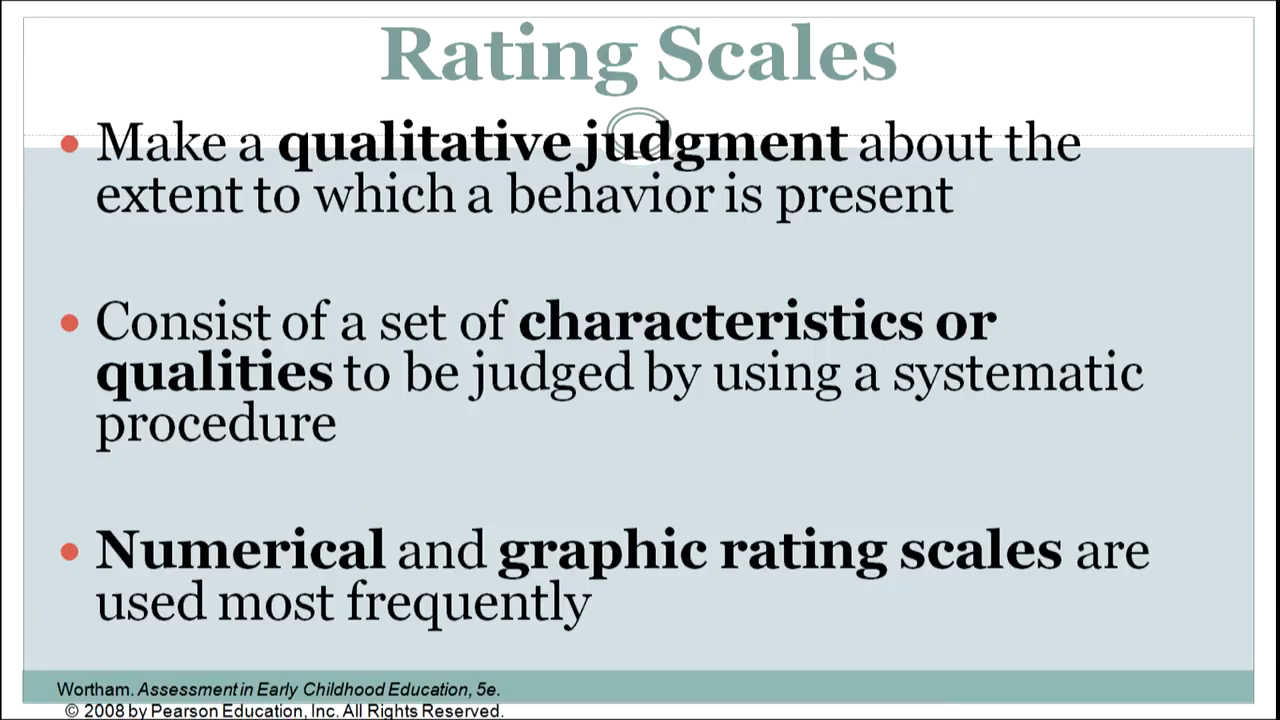 Rating Scales
• Make a qualitative judgment about the
extent to which a behavior is present
• Consist of a set of characteristics or
qualities to be judged by using a systematic
procedure
• Numerical and graphic rating scales are
used most frequently
Wortham. Assessment in Early Childhood Education, 5e.
© 2008 by Pearson Education, Inc. All Rights Reserved.